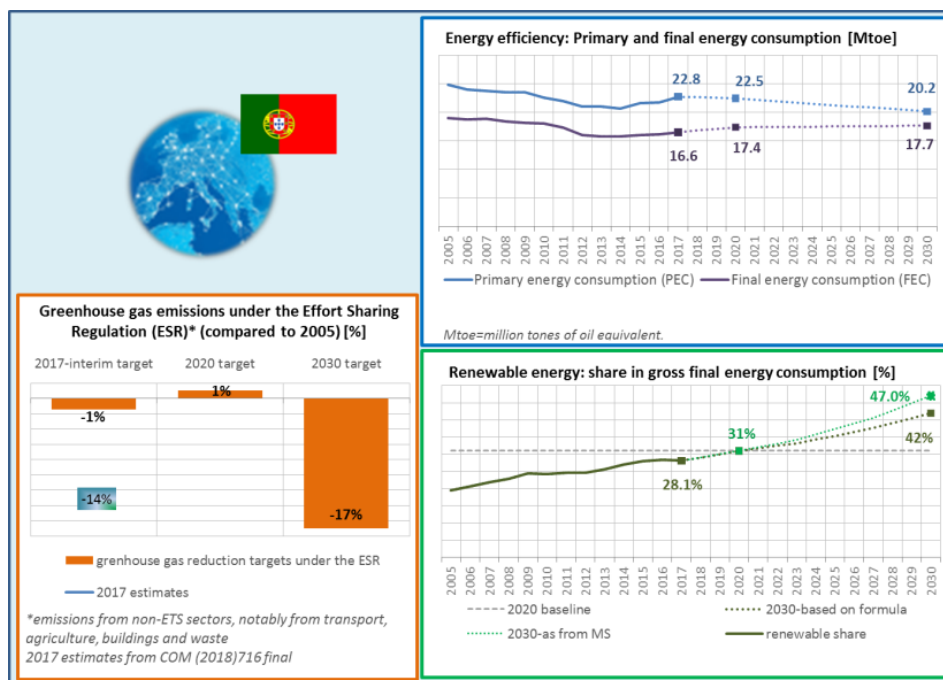 Energy efficiency: Primary and final energy consumption [Mtoe]
22.8
22.5
20.2
16.6
17.4
17.7
2005 2006 2007 2008 2009 2010 2011 2012 2013 2014 2015 2016 2017 2018 2019 2020 2021 2022 2023 2024 2025 2026 2027 2028 2029 2030
Primary energy consumption (PEC) Final energy consumption (FEC)
Mtoe=million tones of oil equivalent.
Greenhouse gas emissions under the Effort Sharing
Regulation (ESR)* (compared to 2005) [%]
2017-interim target 2020 target 2030 target
1%
-1%
-14%
-17%
grenhouse gas reduction targets under the ESR
2017 estimates
*emissions from non-ETS sectors, notably from transport,
agriculture, buildings and waste
2017 estimates from COM (2018)716 final
Renewable energy: share in gross final energy consumption [%]
47.0%
31%
42%
28.1%
2005 2006 2007 2008 2009 2010 2011 2012 2013 2014 2015 2016 2017 2018 2019 2020 2021 2022 2023 2024 2025 2026 2027 2028 2029 2030
2020 baseline 2030-based on formula
2030-as from MS renewable share